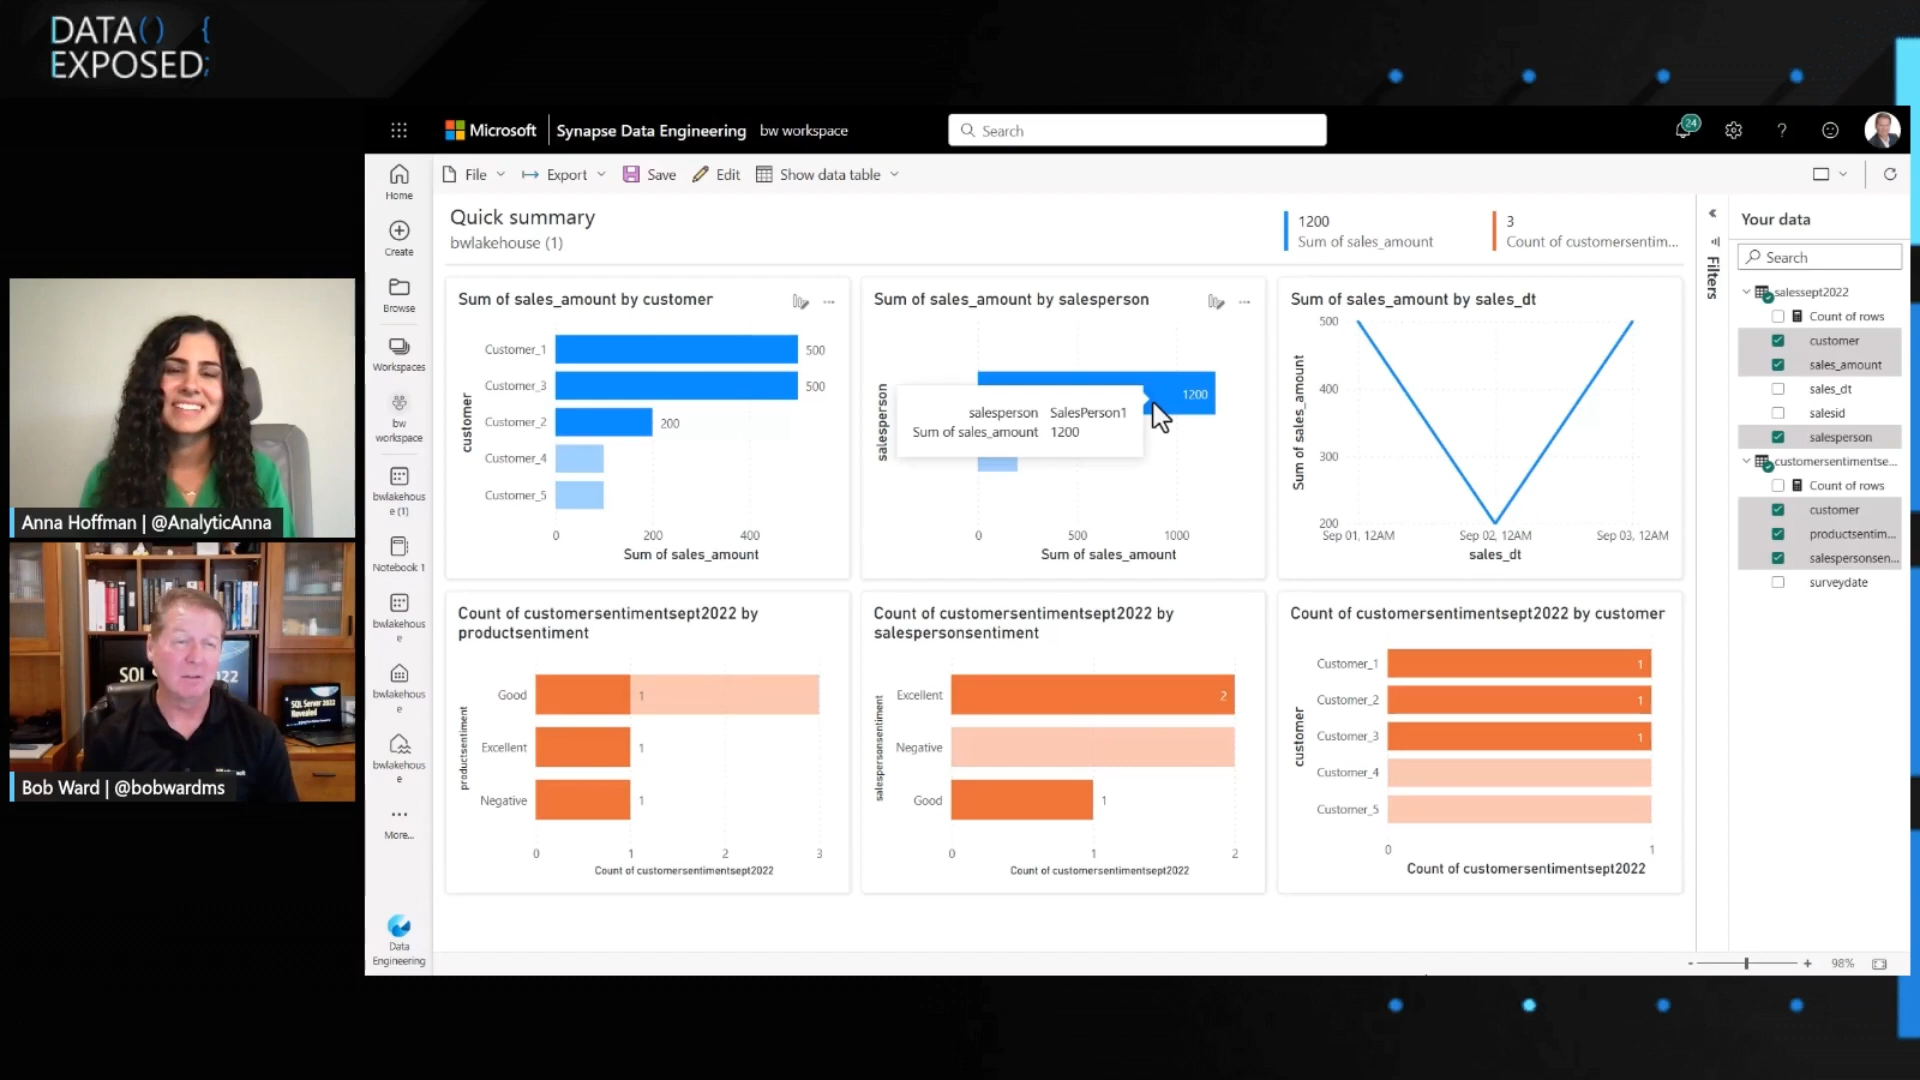 DATA() {
EXPOSED;
Microsoft
Synapse Data Engineering
bw workspace
Search
24
?
File
Export
Save
Edit
Show data table
Home
Create
Browse
Workspaces
bw
workspace
bwlakehous
e (1)
Notebook 1
bwlakehous
e
bwlakehous
e
bwlakehous
e
More...
Data
Engineering
Quick summary
bwlakehouse (1)
1200
Sum of sales_amount
3
Count of customersentim...
Sum of sales_amount by customer
customer
Customer_1
500
Customer_3
500
Customer_2
200
Customer_4
Customer_5
0 200 400
Sum of sales_amount
Sum of sales_amount by salesperson
salesperson
1200
salesperson SalesPerson1
Sum of sales_amount 1200
0 500 1000
Sum of sales_amount
Sum of sales_amount by sales_dt
Sum of sales_amount
500
400
300
200
Sep 01, 12AM Sep 02, 12AM Sep 03, 12AM
sales_dt
Count of customersentimentsept2022 by
productsentiment
productsentiment
Good 1
Excellent 1
Negative 1
0 1 2 3
Count of customersentimentsept2022
Count of customersentimentsept2022 by
salespersonsentiment
salespersonsentiment
Excellent 2
Negative
Good 1
0 1 2
Count of customersentimentsept2022
Count of customersentimentsept2022 by customer
customer
Customer_1 1
Customer_2 1
Customer_3 1
Customer_4
Customer_5
0 1
Count of customersentimentsept2022
Filters
Your data
Search
salessept2022
Count of rows
customer
sales_amount
sales_dt
salesid
salesperson
customersentimentse...
Count of rows
customer
productsentim...
salespersonsen...
surveydate
- + 98%
Anna Hoffman | @AnalyticAnna
SQL Server 2022
Revealed
Bob Ward | @bobwardms